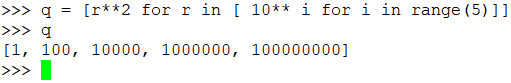 >>> q = [r**2 for r in [ 10** i for i in range(5)]]
>>> q
[1, 100, 10000, 1000000, 100000000]
>>>